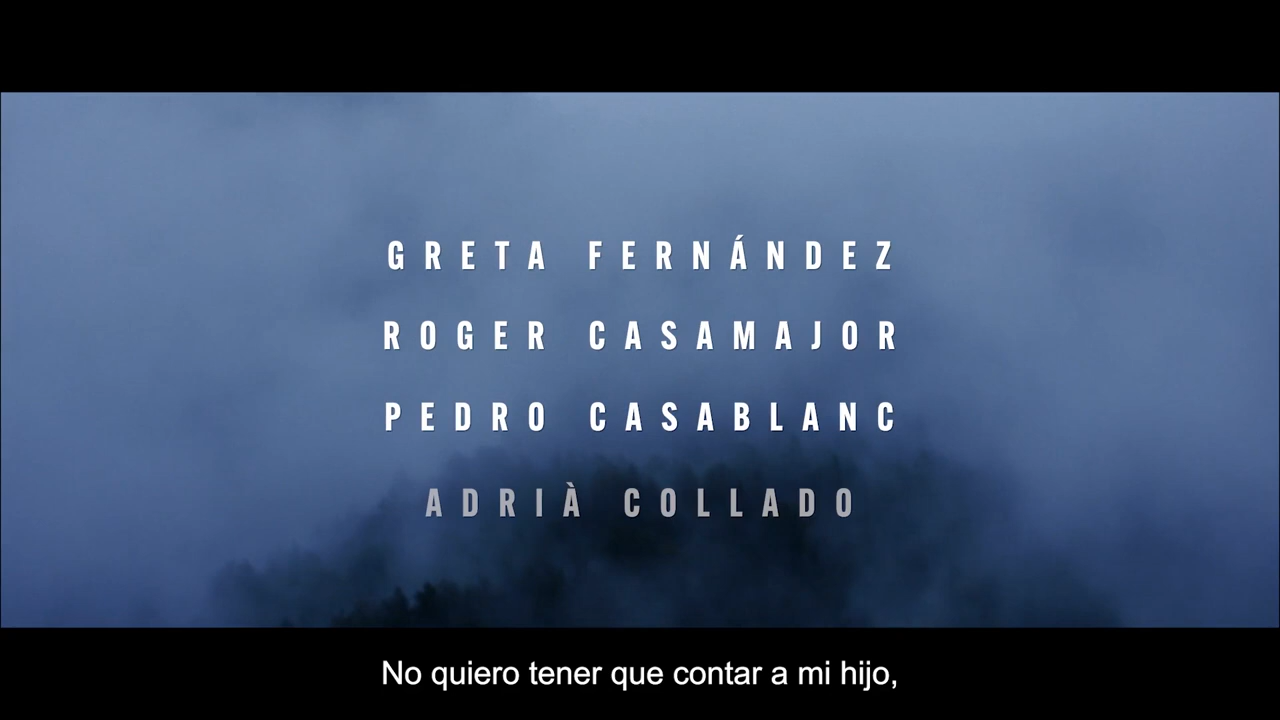 GRETA FERNÁNDEZ
ROGER CASAMAJOR
PEDRO CASABLANC
ADRIÀ COLLADO
No quiero tener que contar a mi hijo,